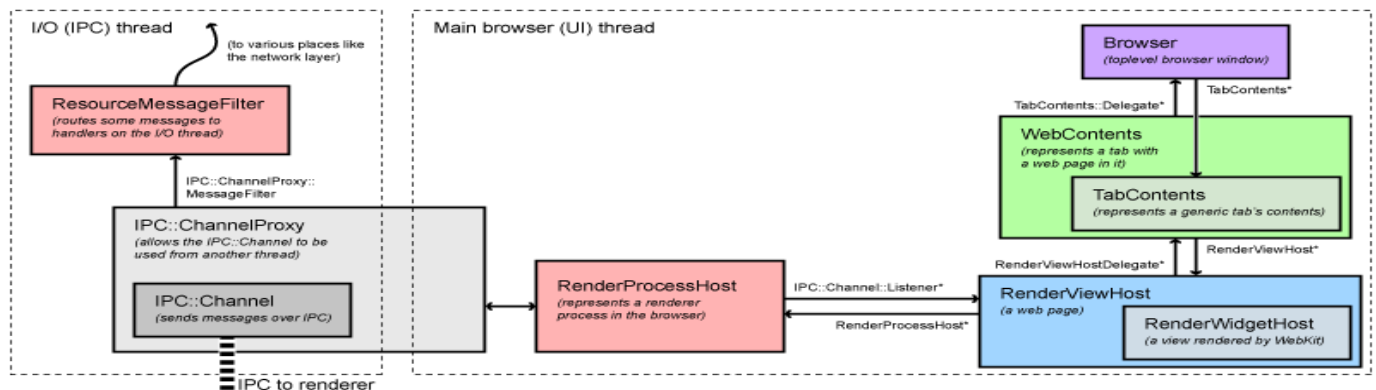 I/O (IPC) thread
(to various places like
the network layer)
ResourceMessageFilter
(routes some messages to
handlers on the I/O thread)
IPC::ChannelProxy::
MessageFilter
IPC::ChannelProxy
(allows the IPC::Channel to be
used from another thread)
IPC::Channel
(sends messages over IPC)
IPC to renderer
Main browser (UI) thread
Browser
(toplevel browser window)
TabContents::Delegate*
TabContents*
WebContents
(represents a tab with
a web page in it)
TabContents
(represents a generic tab's contents)
RenderViewHostDelegate*
RenderViewHost*
RenderProcessHost
(represents a renderer
process in the browser)
IPC::Channel::Listener*
RenderProcessHost*
RenderViewHost
(a web page)
RenderWidgetHost
(a view rendered by WebKit)